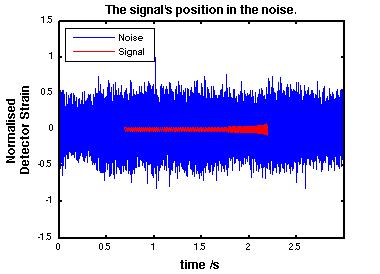 The signal's position in the noise.
Noise
Signal
Normalised
Detector Strain
1.5
1
0.5
0
-0.5
-1
-1.5
0
0.5
1
1.5
2
2.5
time /s